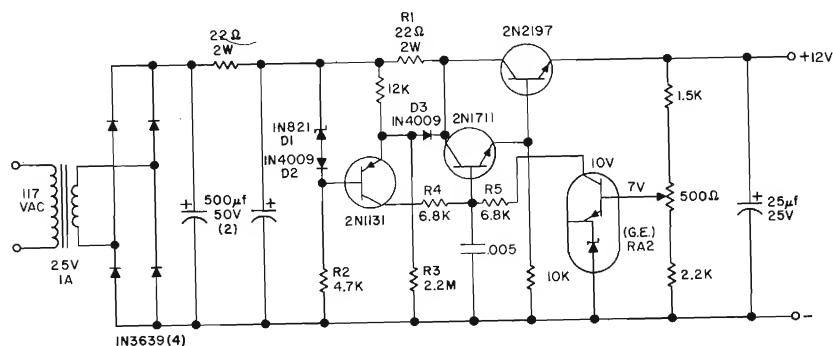 117
VAC
25V
1A
1N3639(4)
22Ω
2W
500µf
50V
(2)
1N821
D1
1N4009
D2
R2
4.7K
12K
2N1131
R1
22Ω
2W
D3
1N4009
R4
6.8K
R3
2.2M
2N1711
R5
6.8K
.005
2N2197
10K
10V
7V
(G.E.)
RA2
1.5K
500Ω
2.2K
25µf
25V
+12V
-